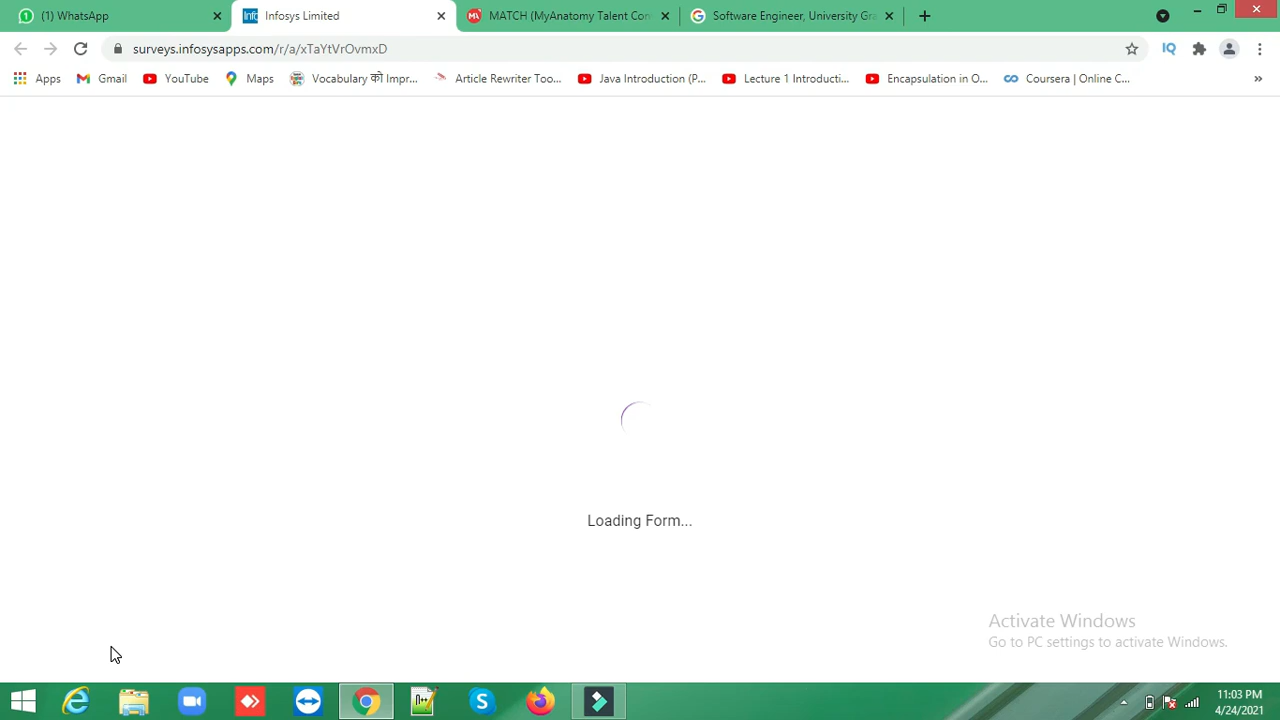 (1) WhatsApp
Infosys Limited
MATCH (MyAnatomy Talent Con
Software Engineer, University Gra
surveys.infosysapps.com/r/a/xTaYtVrOvmxD
IQ
Apps
Gmail
YouTube
Maps
Vocabulary को Impr...
Article Rewriter Too...
Java Introduction (P...
Lecture 1 Introducti...
Encapsulation in O...
Coursera | Online C...
»
Loading Form...
Activate Windows
Go to PC settings to activate Windows.
11:03 PM
4/24/2021